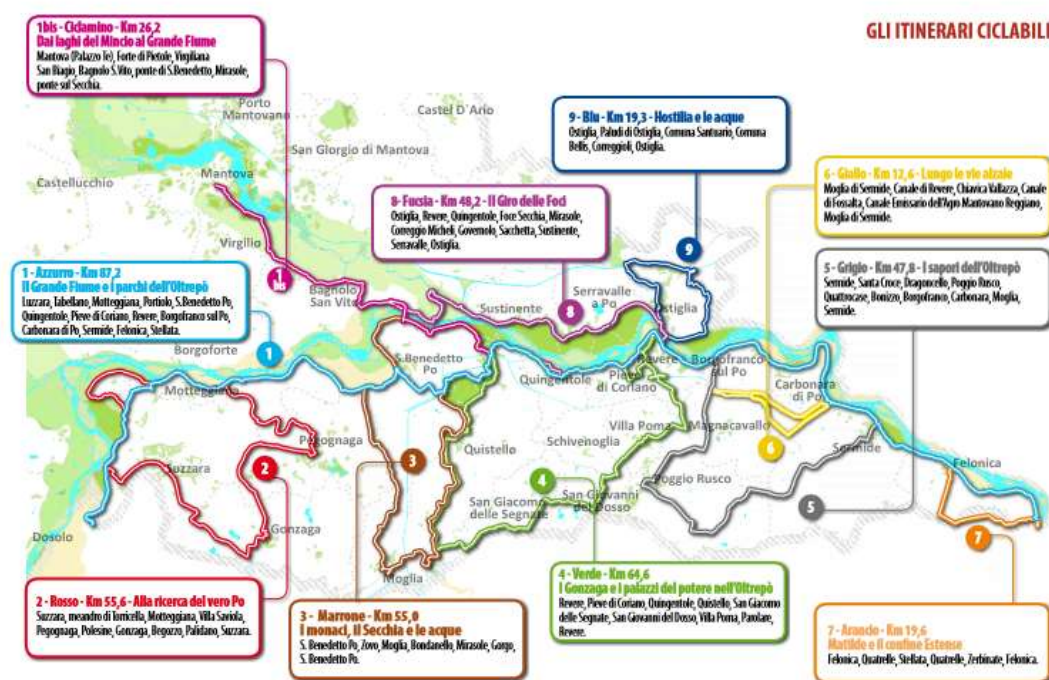 GLI ITINERARI CICLABILI
1bis - Ciclamino - Km 26,2
Dai laghi del Mincio al Grande Fiume
Mantova (Palazzo Te), Forte di Pietole, Virgiliana
San Biagio, Bagnolo S.Vito, ponte di S.Benedetto, Mirasole,
ponte sul Secchia.
Porto
Mantovano
Castel D'Ario
San Giorgio di Mantova
Castellucchio
Mantova
Virgilio
9 - Blu - Km 19,3 - Hostilia e le acque
Ostiglia, Paludi di Ostiglia, Comuna Santuario, Comuna
Bellis, Correggioli, Ostiglia.
6 - Giallo - Km 12,6 - Lungo le vie alzaie
Moglia di Sermide, Canale di Revere, Chiavica Vallazza, Canale
di Fossalta, Canale Emissario dell'Agro Mantovano Reggiano,
Moglia di Sermide.
8- Fucsia - Km 48,2 - Il Giro delle Foci
Ostiglia, Revere, Quingentole, Foce Secchia, Mirasole,
Correggio Micheli, Governolo, Sacchetta, Sustinente,
Serravalle, Ostiglia.
5 - Grigio - Km 47,8 - I sapori dell'Oltrepò
Sermide, Santa Croce, Dragoncello, Poggio Rusco,
Quattrocase, Bonizzo, Borgofranco, Carbonara, Moglia,
Sermide.
1 - Azzurro - Km 87,2
Il Grande Fiume e i parchi dell'Oltrepò
Luzzara, Tabellano, Motteggiana, Portiolo, S.Benedetto Po,
Quingentole, Pieve di Coriano, Revere, Borgofranco sul Po,
Carbonara di Po, Sermide, Felonica, Stellata.
1
bis
9
Bagnolo
San Vito
Sustinente
Serravalle
a Po
8
Ostiglia
Borgoforte
1
S.Benedetto
Po
Quingentole
Revere
Pieve
di Coriano
Borgofranco
sul Po
Carbonara
di Po
Motteggiana
Pegognaga
Suzzara
2
3
Quistello
Schivenoglia
Villa Poma
Magnacavallo
6
Sermide
Felonica
4
Poggio Rusco
San Giacomo
delle Segnate
San Giovanni
del Dosso
5
Gonzaga
Dosolo
7
Moglia
2 - Rosso - Km 55,6 - Alla ricerca del vero Po
Suzzara, meandro di Torricella, Motteggiana, Villa Saviola,
Pegognaga, Polesine, Gonzaga, Begozzo, Palidano, Suzzara.
3 - Marrone - Km 55,0
I monaci, il Secchia e le acque
S. Benedetto Po, Zovo, Moglia, Bondanello, Mirasole, Gorgo,
S. Benedetto Po.
4 - Verde - Km 64,6
I Gonzaga e i palazzi del potere nell'Oltrepò
Revere, Pieve di Coriano, Quingentole, Quistello, San Giacomo
delle Segnate, San Giovanni del Dosso, Villa Poma, Parolare,
Revere.
7 - Arancio - Km 19,6
Matilde e il confine Estense
Felonica, Quatrelle, Stellata, Quatrelle, Zerbinate, Felonica.